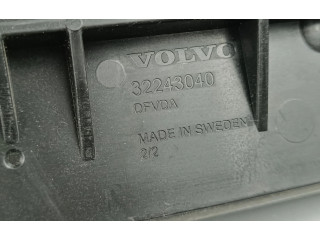 VOLVO
32243040
DFVDA
MADE IN SWEDEN
2/2